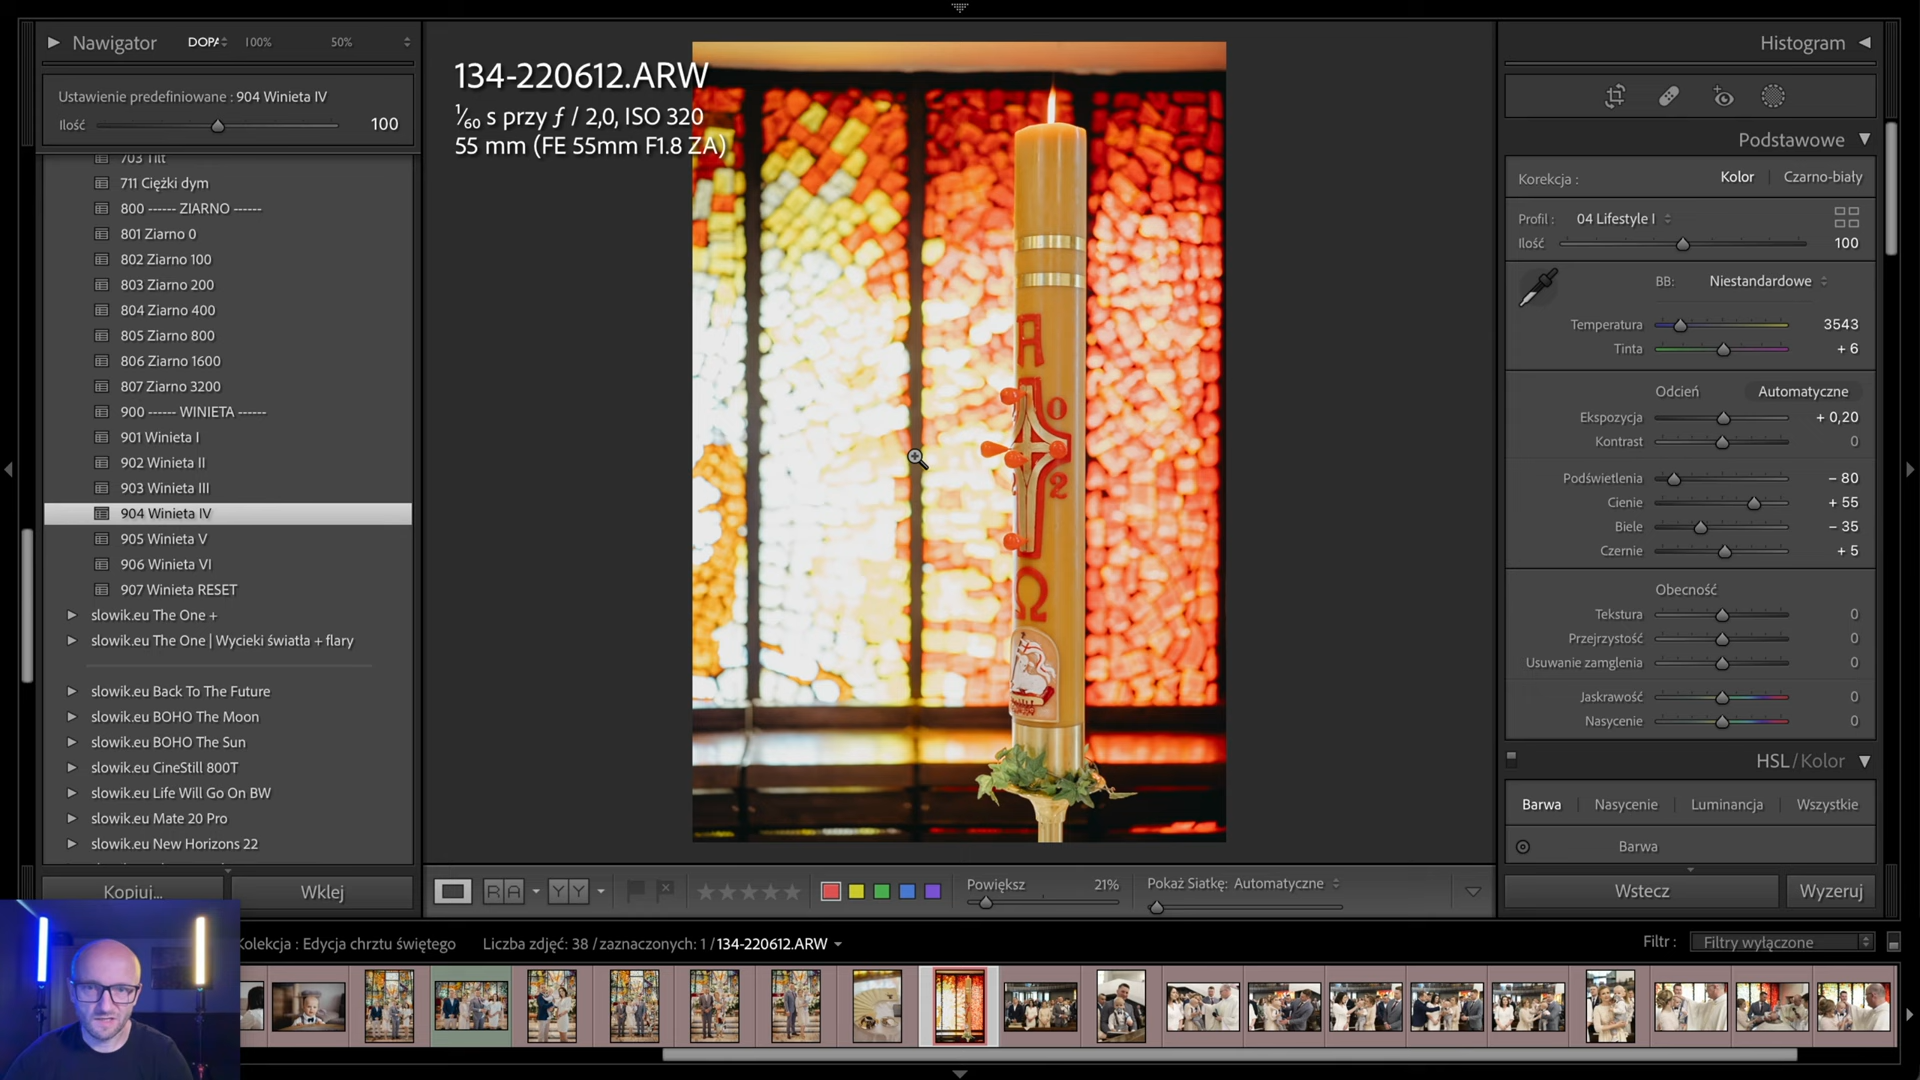 Nawigator DOPA 100% 50%
Ustawienie predefiniowane : 904 Winieta IV
Ilość 100
703 Tilt
711 Ciężki dym
800 ------ ZIARNO ------
801 Ziarno 0
802 Ziarno 100
803 Ziarno 200
804 Ziarno 400
805 Ziarno 800
806 Ziarno 1600
807 Ziarno 3200
900 ------ WINIETA ------
901 Winieta I
902 Winieta II
903 Winieta III
904 Winieta IV
905 Winieta V
906 Winieta VI
907 Winieta RESET
slowik.eu The One +
slowik.eu The One | Wycieki światła + flary
slowik.eu Back To The Future
slowik.eu BOHO The Moon
slowik.eu BOHO The Sun
slowik.eu CineStill 800T
slowik.eu Life Will Go On BW
slowik.eu Mate 20 Pro
slowik.eu New Horizons 22
Kopiuj... Wklej
134-220612.ARW
1/60 s przy ƒ / 2,0, ISO 320
55 mm (FE 55mm F1.8 ZA)
A
0
2
Ω
Histogram
Podstawowe
Korekcja : Kolor | Czarno-biały
Profil : 04 Lifestyle I
Ilość 100
BB: Niestandardowe
Temperatura 3543
Tinta + 6
Odcień Automatyczne
Ekspozycja + 0,20
Kontrast 0
Podświetlenia – 80
Cienie + 55
Biele – 35
Czernie + 5
Obecność
Tekstura 0
Przejrzystość 0
Usuwanie zamglenia 0
Jaskrawość 0
Nasycenie 0
HSL / Kolor
Barwa Nasycenie Luminancja Wszystkie
Barwa
Wstecz Wyzeruj
R A Y Y Powiększ 21% Pokaż Siatkę: Automatyczne
Kolekcja : Edycja chrztu świętego Liczba zdjęć: 38 / zaznaczonych: 1 / 134-220612.ARW Filtr : Filtry wyłączone